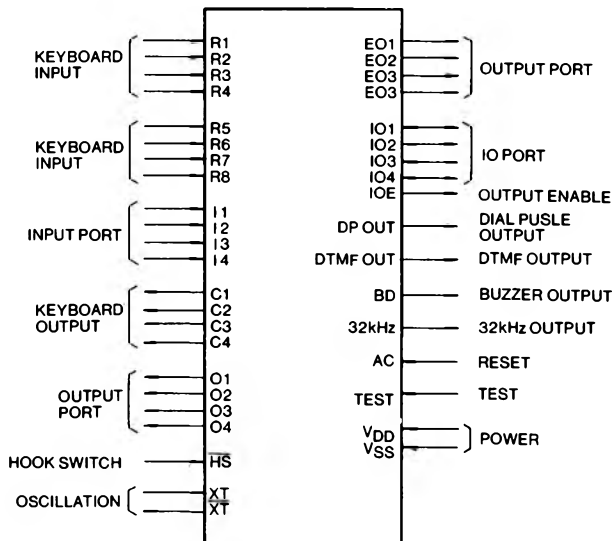 KEYBOARD
INPUT
R1
R2
R3
R4
KEYBOARD
INPUT
R5
R6
R7
R8
INPUT PORT
I1
I2
I3
I4
KEYBOARD
OUTPUT
C1
C2
C3
C4
OUTPUT
PORT
O1
O2
O3
O4
HOOK SWITCH
HS
OSCILLATION
XT
XT
EO1
EO2
EO3
EO3
OUTPUT PORT
IO1
IO2
IO3
IO4
IO PORT
IOE
OUTPUT ENABLE
DP OUT
DIAL PUSLE
OUTPUT
DTMF OUT
DTMF OUTPUT
BD
BUZZER OUTPUT
32kHz
32kHz OUTPUT
AC
RESET
TEST
TEST
VDD
VSS
POWER